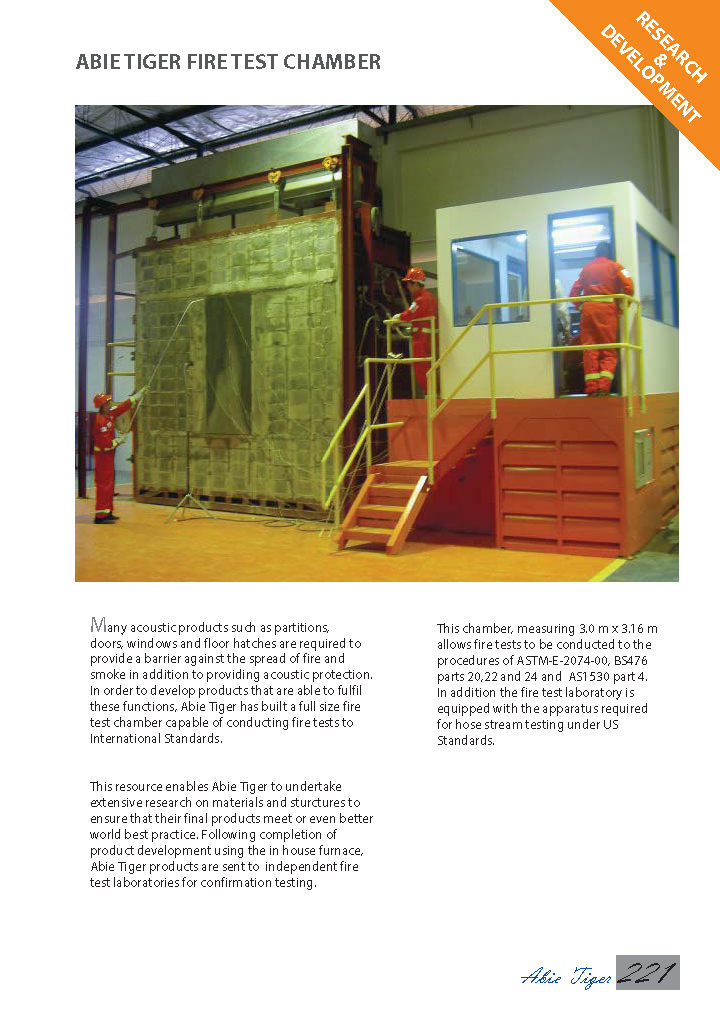 ABIE TIGER FIRE TEST CHAMBER
RESEARCH
&
DEVELOPMENT
Many acoustic products such as partitions,
doors, windows and floor hatches are required to
provide a barrier against the spread of fire and
smoke in addition to providing acoustic protection.
In order to develop products that are able to fulfil
these functions, Abie Tiger has built a full size fire
test chamber capable of conducting fire tests to
International Standards.
This resource enables Abie Tiger to undertake
extensive research on materials and sturctures to
ensure that their final products meet or even better
world best practice. Following completion of
product development using the in house furnace,
Abie Tiger products are sent to independent fire
test laboratories for confirmation testing.
This chamber, measuring 3.0 m x 3.16 m
allows fire tests to be conducted to the
procedures of ASTM-E-2074-00, BS476
parts 20,22 and 24 and AS1530 part 4.
In addition the fire test laboratory is
equipped with the apparatus required
for hose stream testing under US
Standards.
Abie Tiger 221